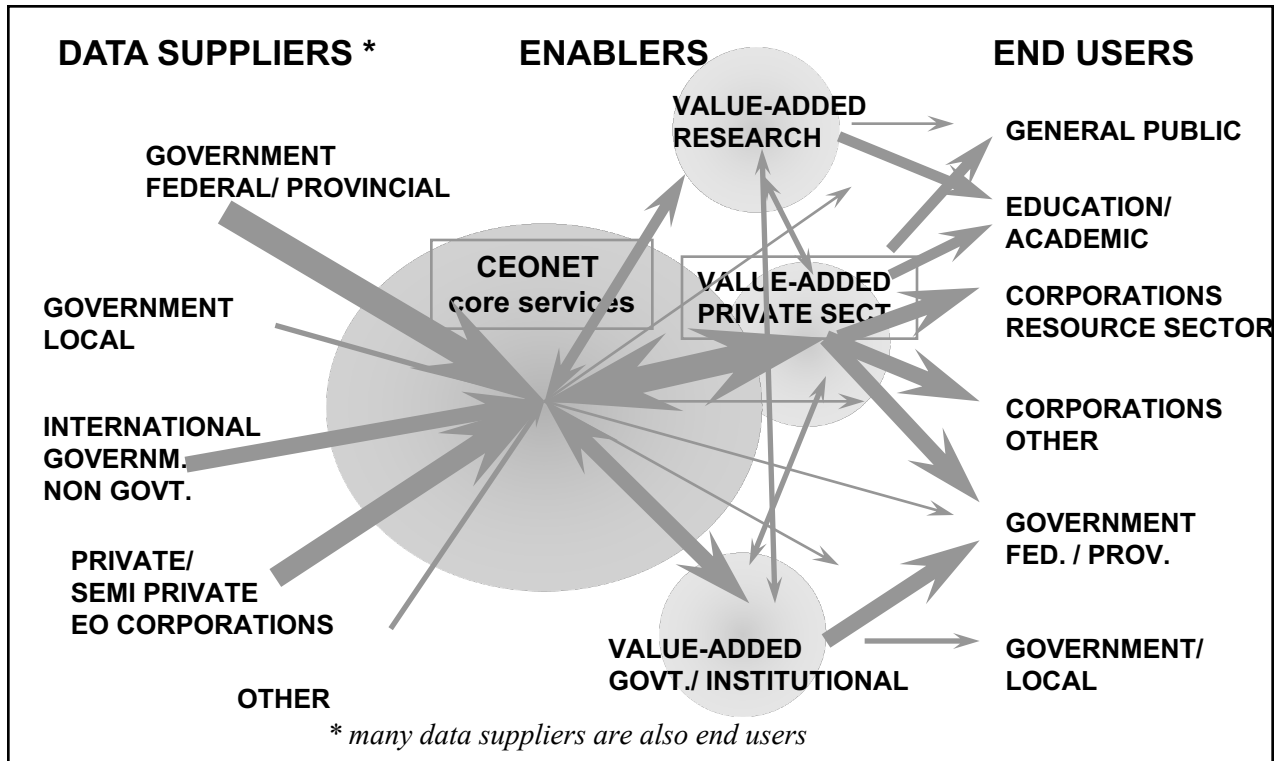 DATA SUPPLIERS *
ENABLERS
END USERS
GOVERNMENT
FEDERAL/ PROVINCIAL
GOVERNMENT
LOCAL
INTERNATIONAL
GOVERNM.
NON GOVT.
PRIVATE/
SEMI PRIVATE
EO CORPORATIONS
OTHER
CEONET
core services
VALUE-ADDED
RESEARCH
VALUE-ADDED
PRIVATE SECT
VALUE-ADDED
GOVT./ INSTITUTIONAL
GENERAL PUBLIC
EDUCATION/
ACADEMIC
CORPORATIONS
RESOURCE SECTOR
CORPORATIONS
OTHER
GOVERNMENT
FED. / PROV.
GOVERNMENT/
LOCAL
* many data suppliers are also end users